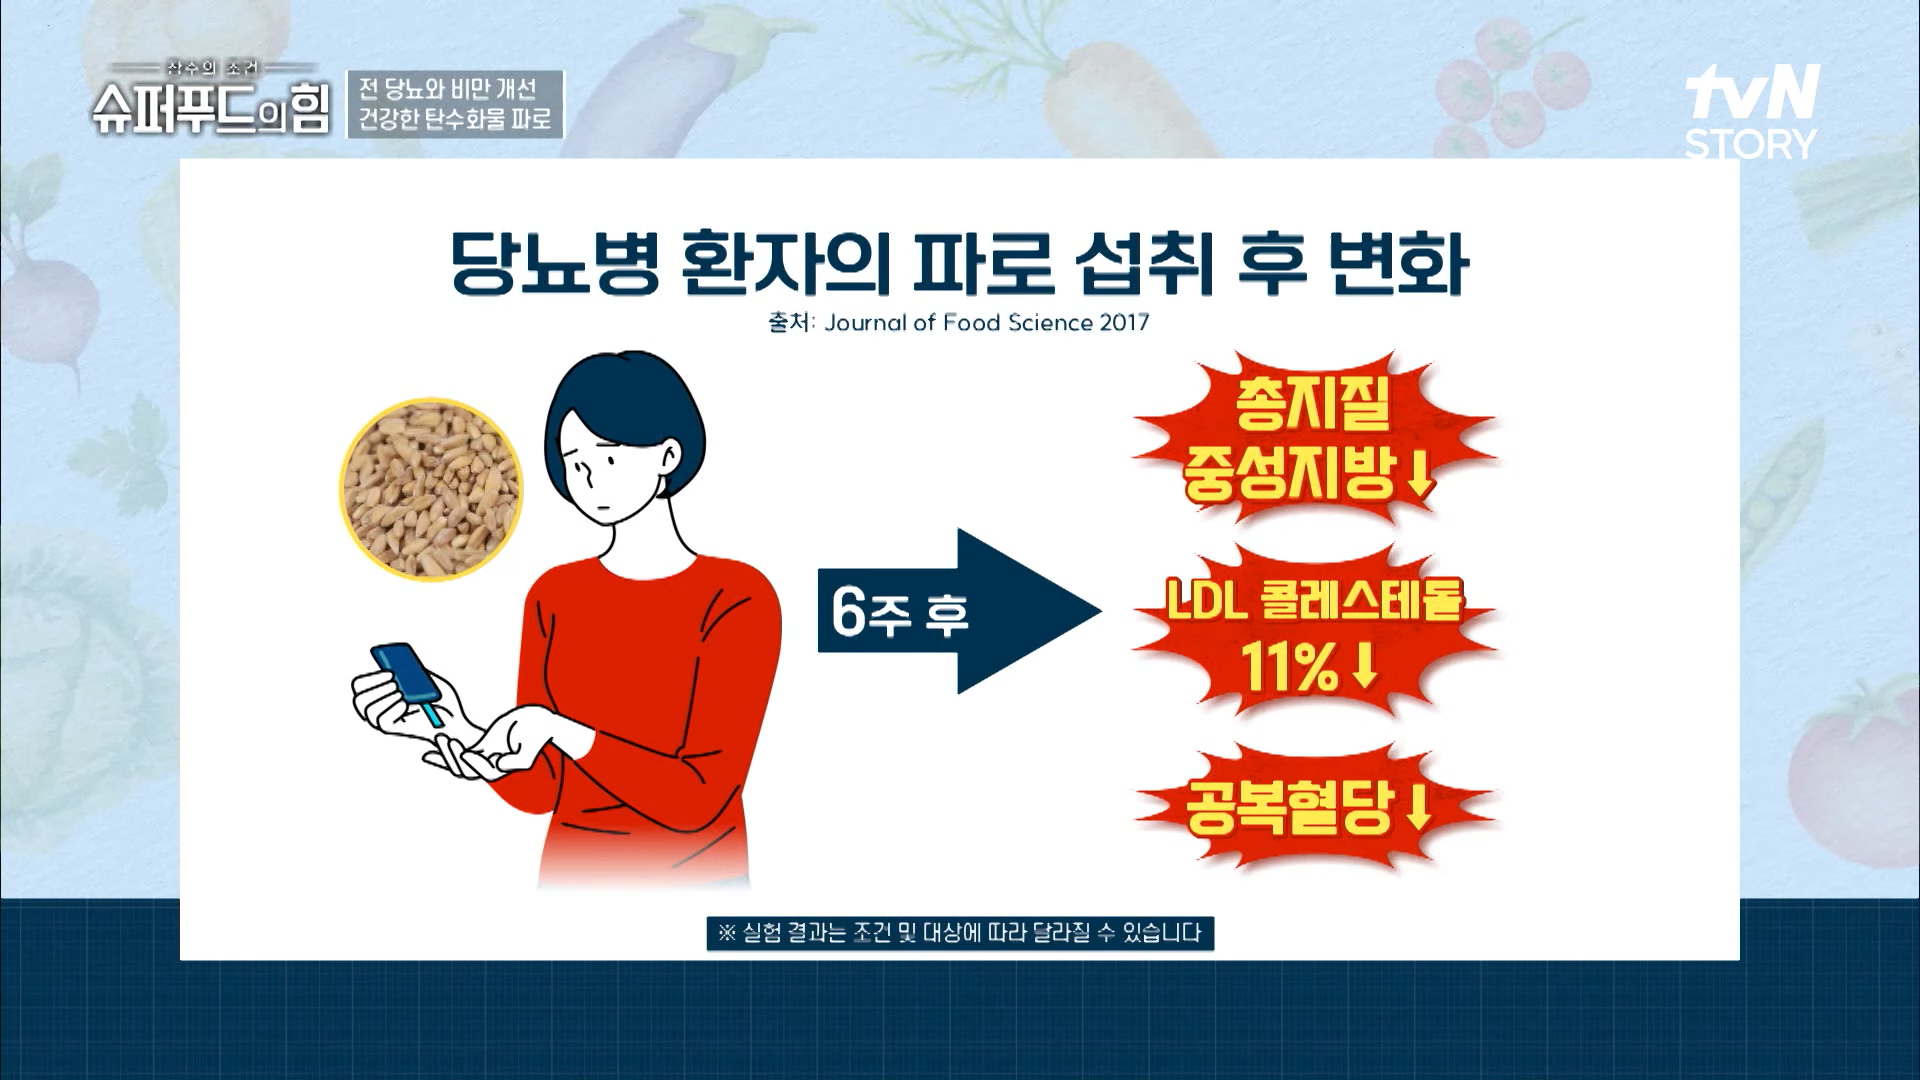 장수의 조건
슈퍼푸드의 힘
전 당뇨와 비만 개선
건강한 탄수화물 파로
tvN
STORY
당뇨병 환자의 파로 섭취 후 변화
출처: Journal of Food Science 2017
총지질
중성지방↓
6주 후
LDL 콜레스테롤
11%↓
공복혈당↓
※ 실험 결과는 조건 및 대상에 따라 달라질 수 있습니다